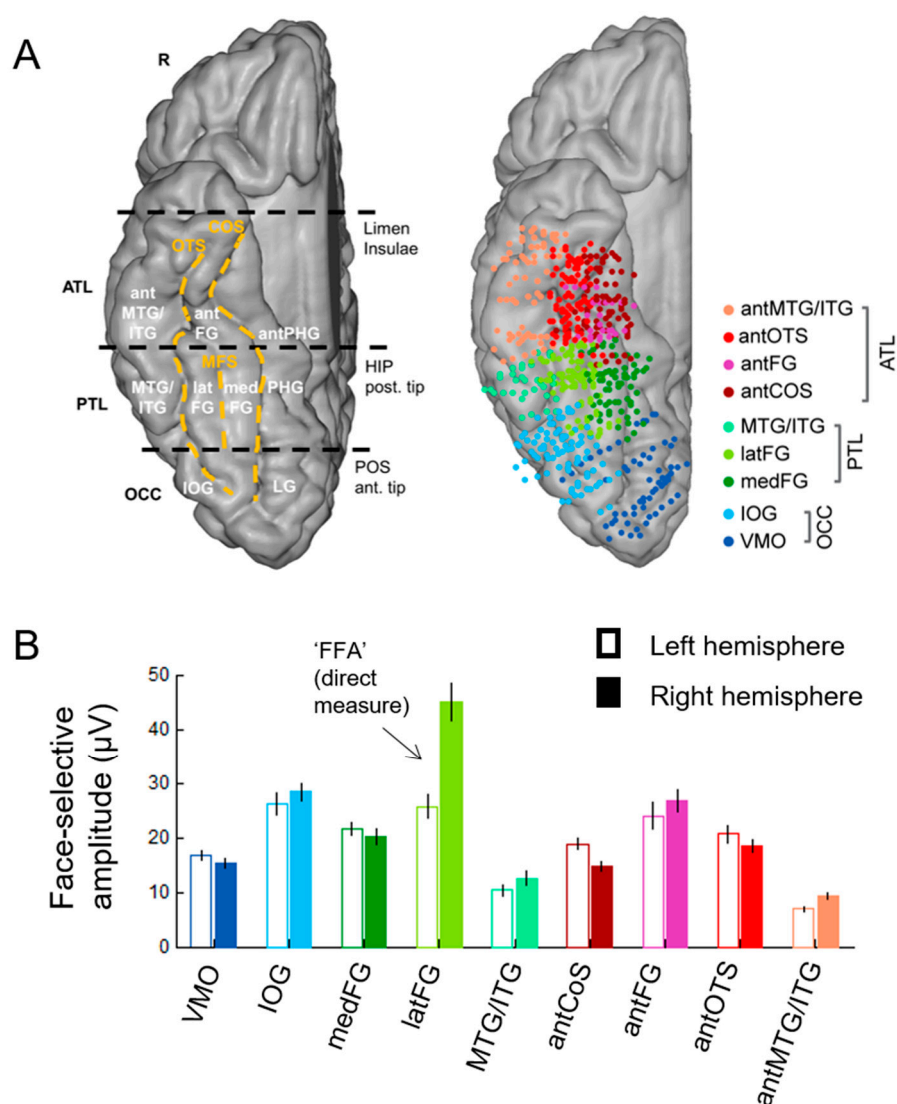 A
R
Limen
Insulae
COS
OTS
ATL
ant
MTG/
ITG
ant
FG
antPHG
HIP
post. tip
MFS
PTL
MTG/
ITG
lat
FG
med
FG
PHG
POS
ant. tip
OCC
IOG
LG
antMTG/ITG
antOTS
antFG
antCOS
ATL
MTG/ITG
latFG
medFG
PTL
IOG
VMO
OCC
B
'FFA'
(direct
measure)
Left hemisphere
Right hemisphere
Face-selective
amplitude (µV)
50
40
30
20
10
0
VMO
IOG
medFG
latFG
MTG/ITG
antCoS
antFG
antOTS
antMTG/ITG